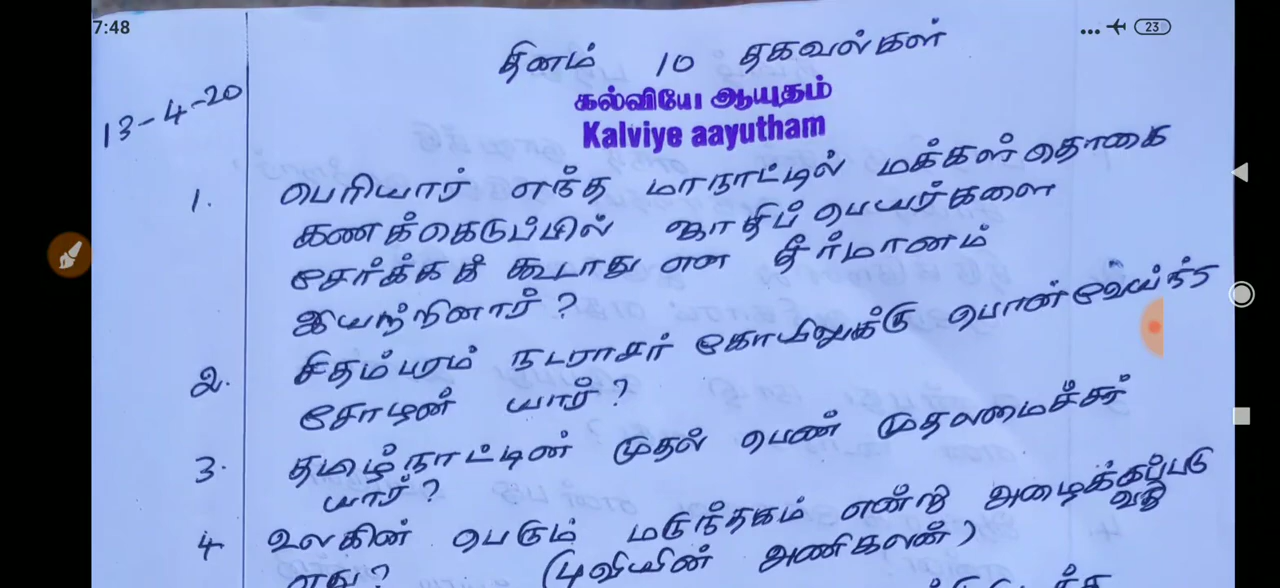 7:48
23
தினம் 10 தகவல்கள்
கல்வியே ஆயுதம்
Kalviye aayutham
13-4-20
1. பெரியார் எந்த மாநாட்டில் மக்கள் தொகை
கணக்கெடுப்பில் ஜாதிப் பெயர்களை
சேர்க்கக் கூடாது என தீர்மானம்
இயற்றினார்?
2. சிதம்பரம் நடராசர் கோயிலுக்கு பொன் வேய்ந்த
சோழன் யார்?
3. தமிழ்நாட்டின் முதல் பெண் முதலமைச்சர்
யார்?
4 உலகின் பெரும் மருந்தகம் என்று அழைக்கப்படு
வது
எது? (புவியின் அணிகலன்)